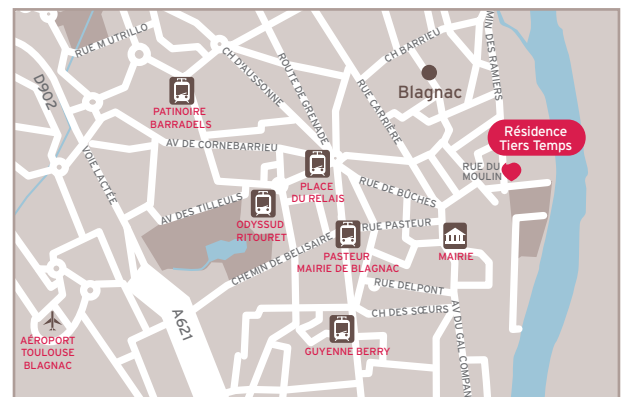 RUE M UTRILLO
CH D'AUSSONNE
ROUTE DE GRENADE
CH BARRIEU
MIN DES RAMIERS
D902
PATINOIRE
BARRADELS
RUE CARRIÈRE
Blagnac
Résidence
Tiers Temps
AV DE CORNEBARRIEU
VOIE LACTÉE
PLACE
DU RELAIS
RUE DU
MOULIN
RUE DE BÛCHES
AV DES TILLEULS
ODYSSUD
RITOURET
RUE PASTEUR
CHEMIN DE BELISAIRE
PASTEUR
MAIRIE DE BLAGNAC
MAIRIE
RUE DELPONT
A621
CH DES SŒURS
AV DU GAL COMPAN
AÉROPORT
TOULOUSE
BLAGNAC
GUYENNE BERRY